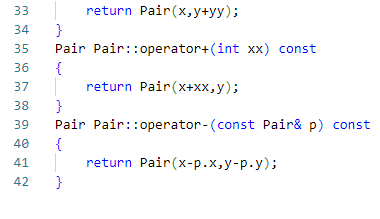 33 return Pair(x,y+yy);
34 }
35 Pair Pair::operator+(int xx) const
36 {
37 return Pair(x+xx,y);
38 }
39 Pair Pair::operator-(const Pair& p) const
40 {
41 return Pair(x-p.x,y-p.y);
42 }